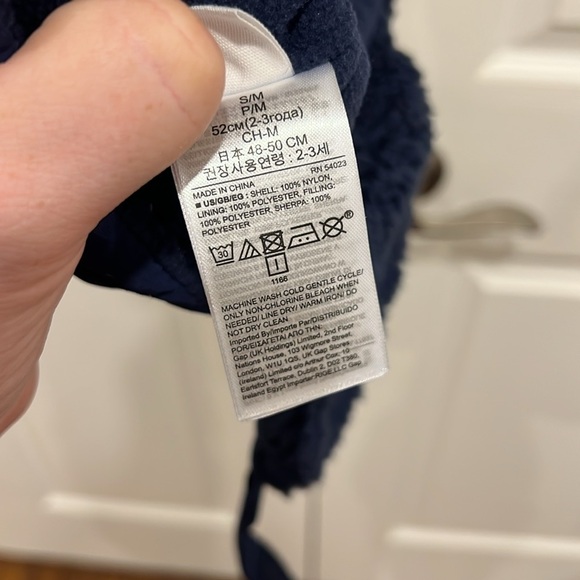 S/M
P/M
52см(2-3года)
CH-M
日本 48-50 CM
권장사용연령 : 2-3세
RN 54023
MADE IN CHINA
■ US/GB/EG : SHELL: 100% NYLON,
LINING: 100% POLYESTER, FILLING:
100% POLYESTER, SHERPA: 100%
POLYESTER
30
®
1166
MACHINE WASH COLD GENTLE CYCLE/
ONLY NON-CHLORINE BLEACH WHEN
NEEDED/ LINE DRY/ WARM IRON/ DO
NOT DRY CLEAN.
Imported By/Importe Par/DISTRIBUIDO
POR/ΕΙΣΑΓΕΤΑΙ ΑΠΟ ΤΗΝ:
Gap (UK Holdings) Limited, 2nd Floor
Nations House, 103 Wigmore Street,
London, W1U 1QS, UK Gap Stores
(Ireland) Limited c/o Arthur Cox, 10
Earlsfort Terrace, Dublin 2, D02 T380,
Ireland Egypt Importer RIGE LLC Gap